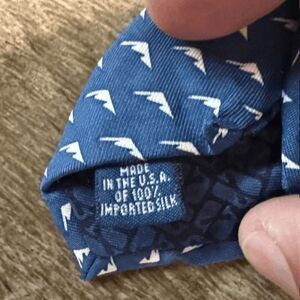 MADE
IN THE U.S.A.
OF 100%
IMPORTED SILK